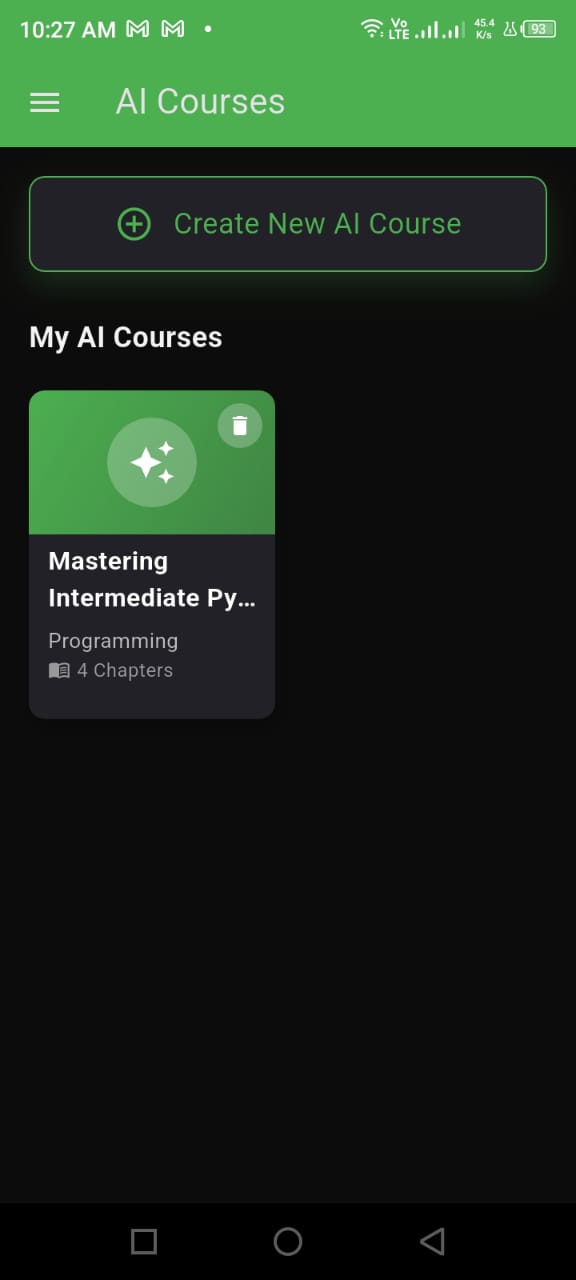 10:27 AM
Vo LTE
45.4 K/s
93
AI Courses
Create New AI Course
My AI Courses
Mastering
Intermediate Py...
Programming
4 Chapters